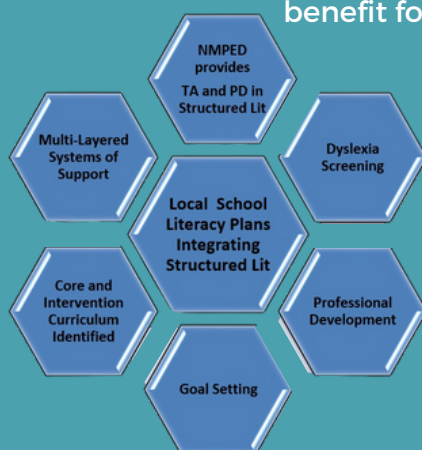 benefit fo
NMPED
provides
TA and PD in
Structured Lit
Multi-Layered
Systems of
Support
Dyslexia
Screening
Local School
Literacy Plans
Integrating
Structured Lit
Core and
Intervention
Curriculum
Identified
Professional
Development
Goal Setting